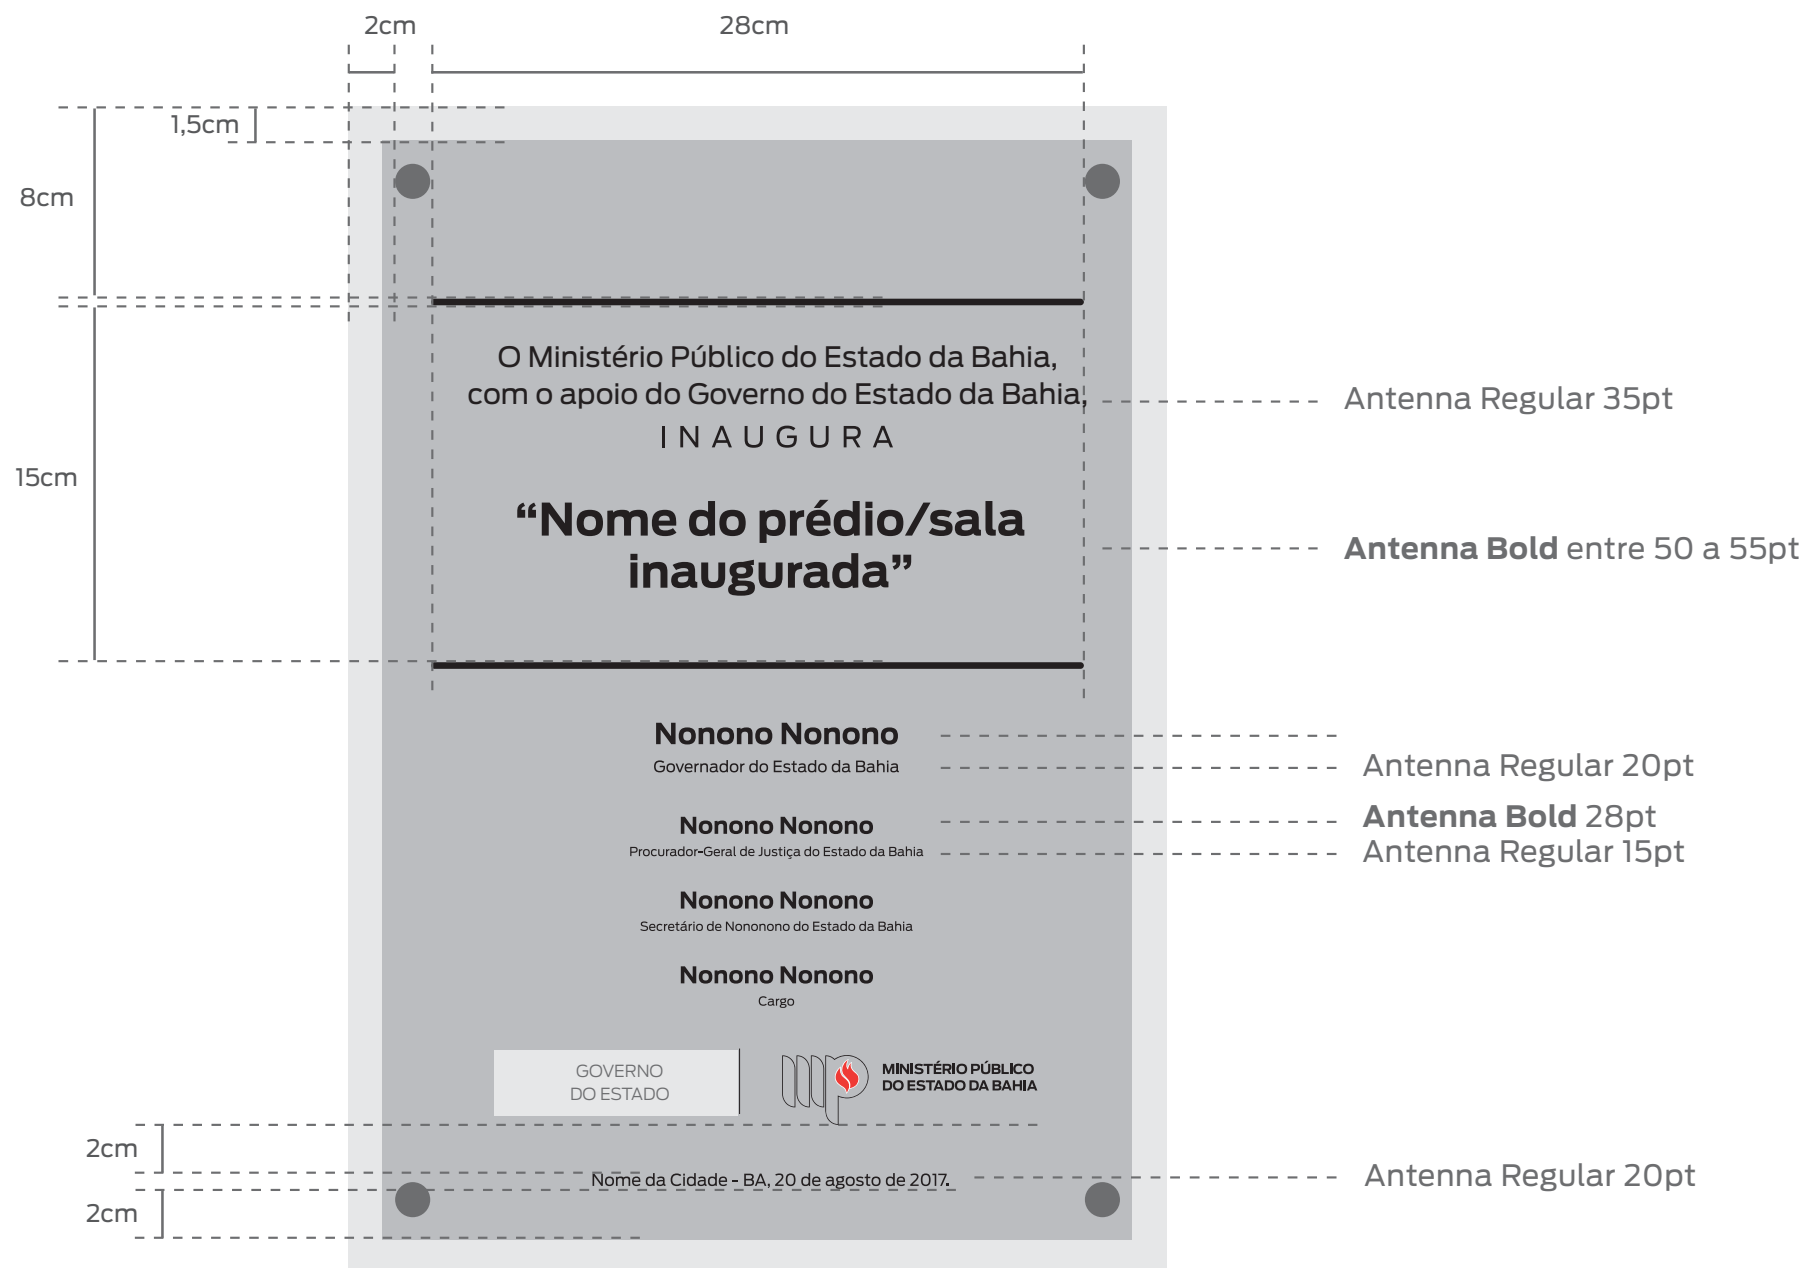 2cm
28cm
1,5cm
8cm
O Ministério Público do Estado da Bahia,
com o apoio do Governo do Estado da Bahia,
Antenna Regular 35pt
INAUGURA
15cm
“Nome do prédio/sala
inaugurada”
Antenna Bold entre 50 a 55pt
Nonono Nonono
Governador do Estado da Bahia
Antenna Regular 20pt
Nonono Nonono
Antenna Bold 28pt
Procurador-Geral de Justiça do Estado da Bahia
Antenna Regular 15pt
Nonono Nonono
Secretário de Nononono do Estado da Bahia
Nonono Nonono
Cargo
GOVERNO
DO ESTADO
mp
MINISTÉRIO PÚBLICO
DO ESTADO DA BAHIA
2cm
Nome da Cidade - BA, 20 de agosto de 2017.
Antenna Regular 20pt
2cm